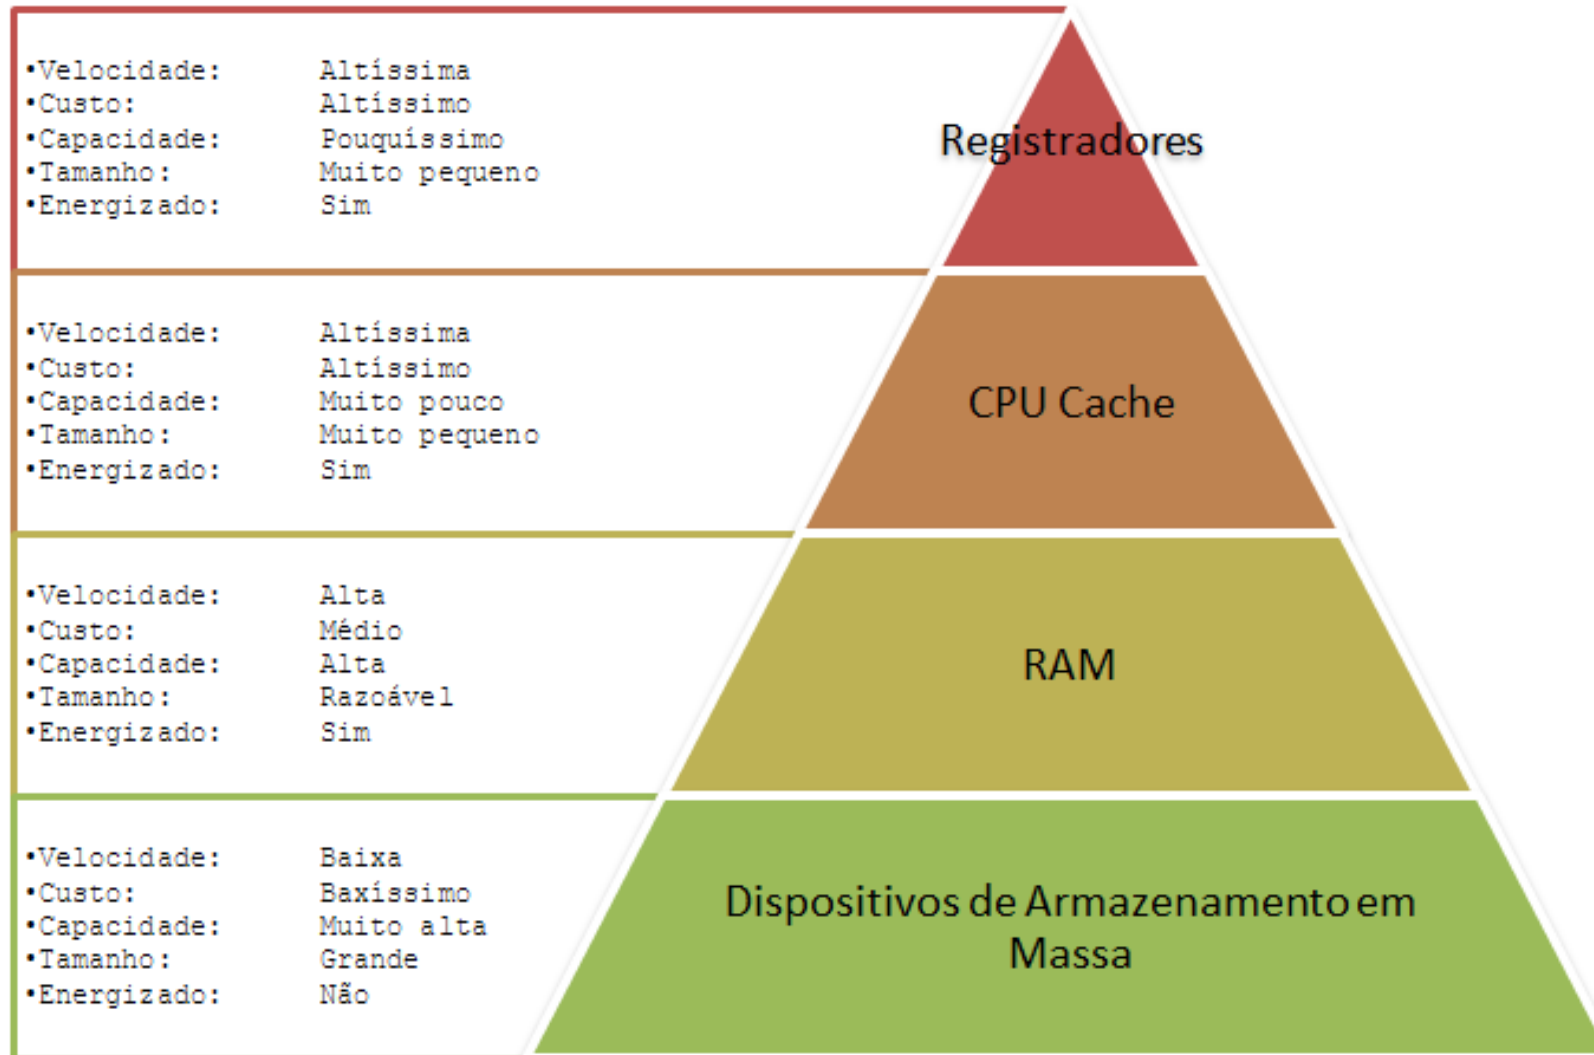 •Velocidade: Altíssima
•Custo: Altíssimo
•Capacidade: Pouquíssimo
•Tamanho: Muito pequeno
•Energizado: Sim
Registradores
•Velocidade: Altíssima
•Custo: Altíssimo
•Capacidade: Muito pouco
•Tamanho: Muito pequeno
•Energizado: Sim
CPU Cache
•Velocidade: Alta
•Custo: Médio
•Capacidade: Alta
•Tamanho: Razoável
•Energizado: Sim
RAM
•Velocidade: Baixa
•Custo: Baxíssimo
•Capacidade: Muito alta
•Tamanho: Grande
•Energizado: Não
Dispositivos de Armazenamento em
Massa